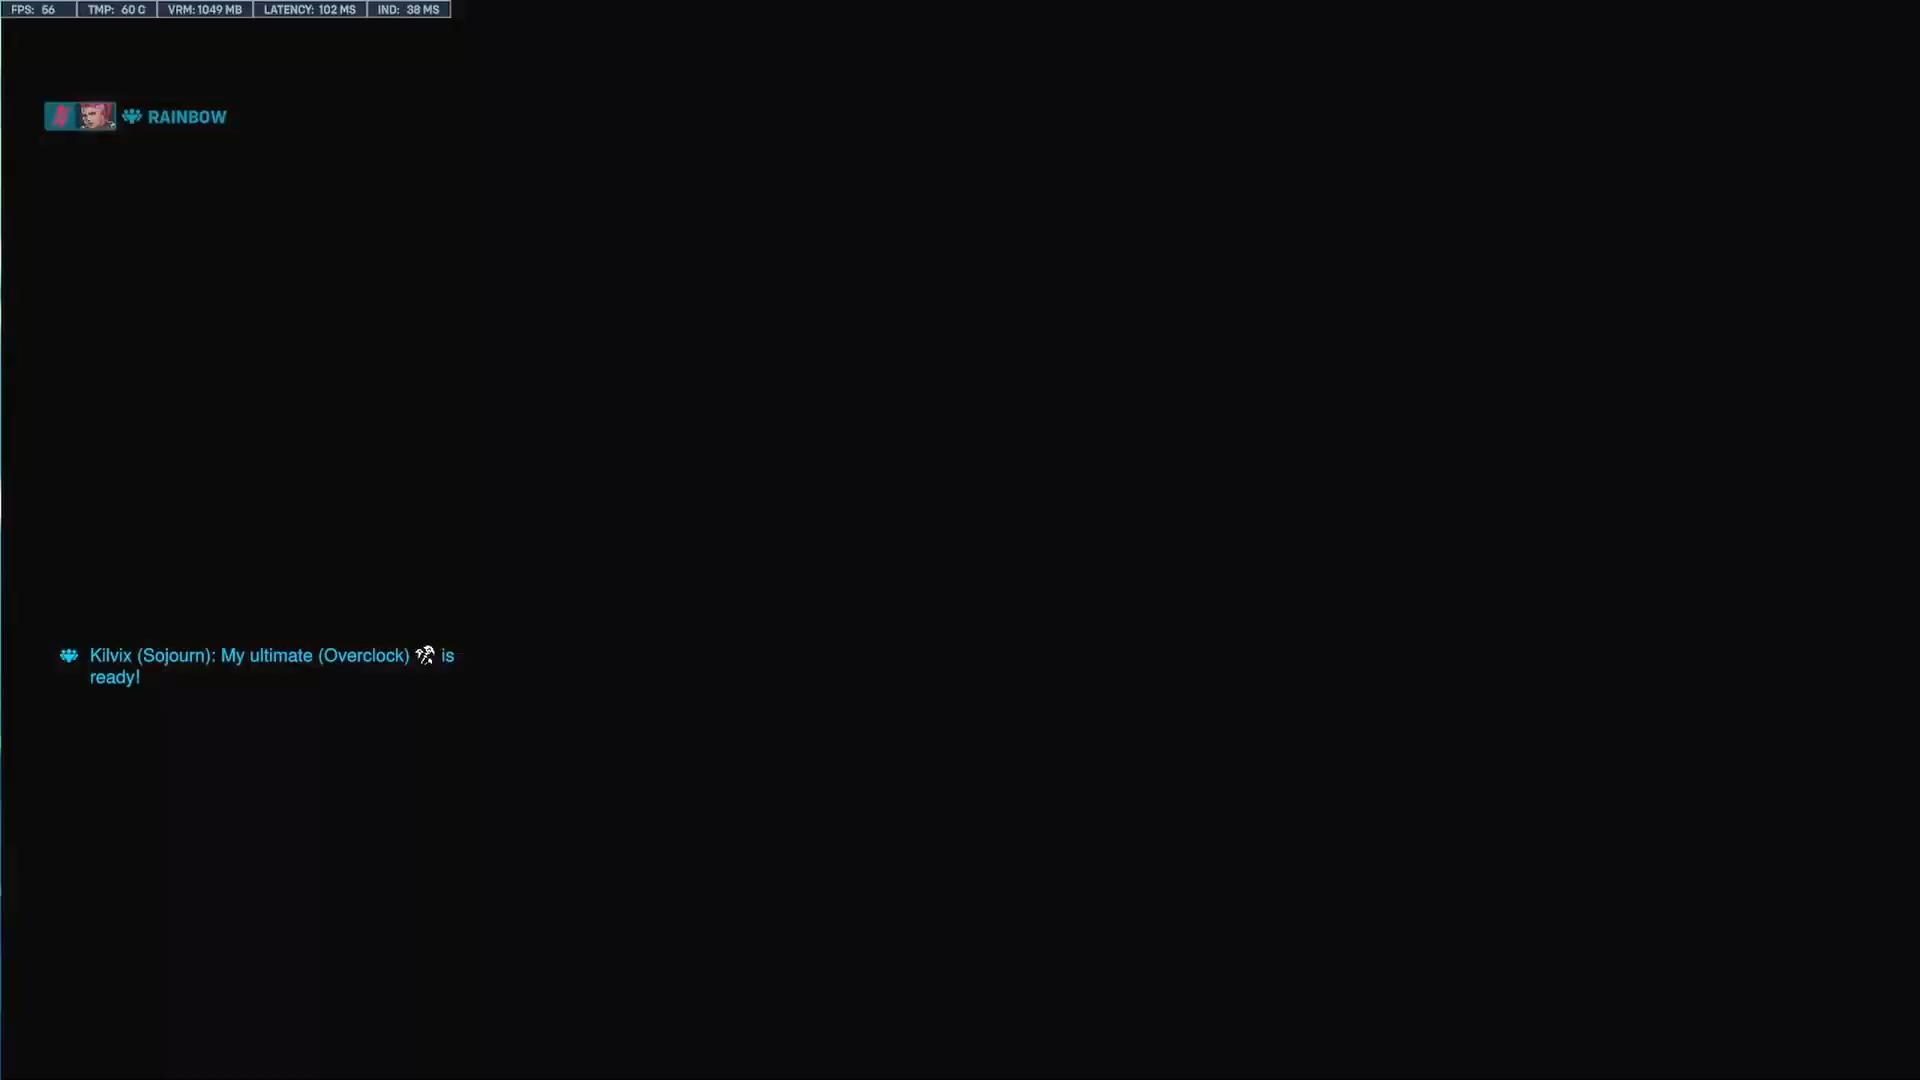 FPS: 56 TMP: 60 C VRM: 1049 MB LATENCY: 102 MS IND: 38 MS
RAINBOW
Kilvix (Sojourn): My ultimate (Overclock) is
ready!